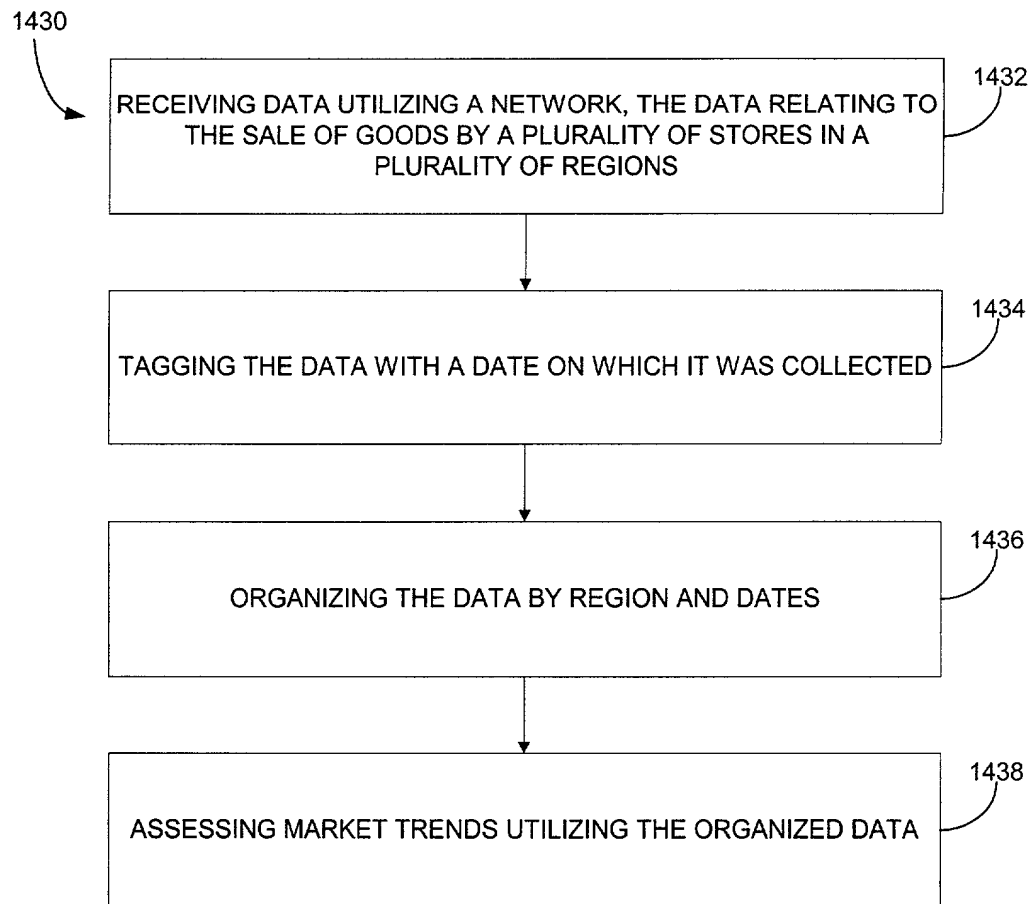 1430
1432
RECEIVING DATA UTILIZING A NETWORK, THE DATA RELATING TO
THE SALE OF GOODS BY A PLURALITY OF STORES IN A
PLURALITY OF REGIONS
1434
TAGGING THE DATA WITH A DATE ON WHICH IT WAS COLLECTED
1436
ORGANIZING THE DATA BY REGION AND DATES
1438
ASSESSING MARKET TRENDS UTILIZING THE ORGANIZED DATA